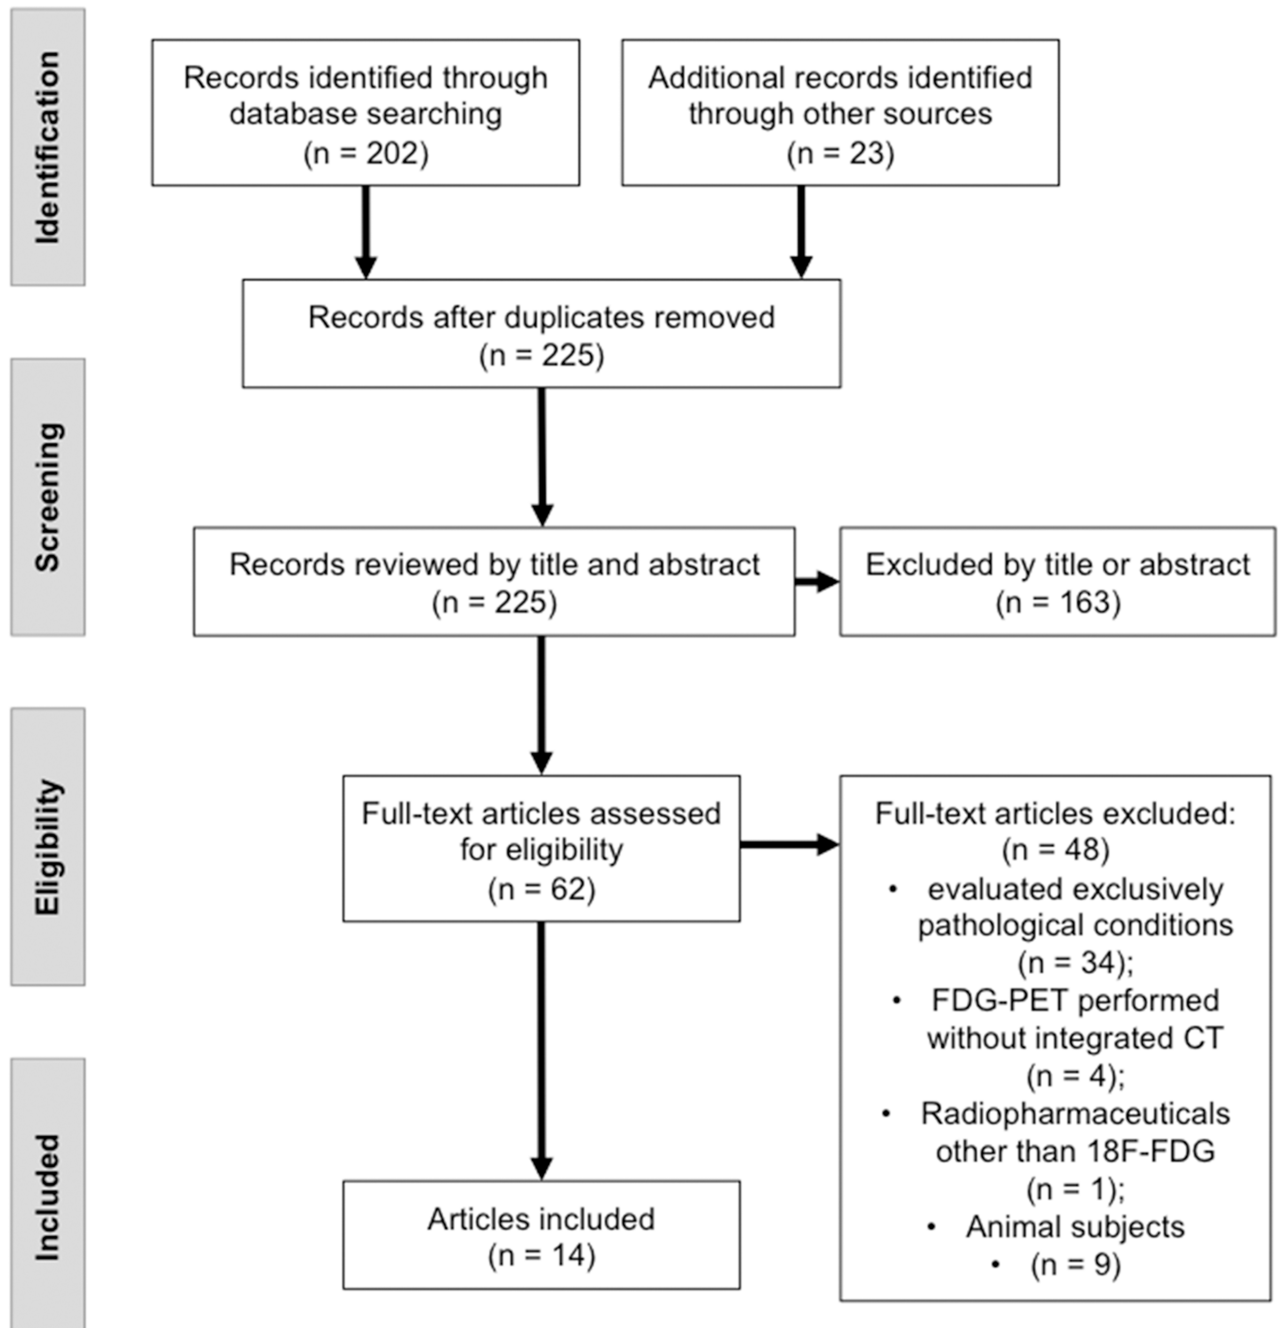 Identification
Records identified through
database searching
(n = 202)
Additional records identified
through other sources
(n = 23)
Records after duplicates removed
(n = 225)
Screening
Records reviewed by title and abstract
(n = 225)
Excluded by title or abstract
(n = 163)
Eligibility
Full-text articles assessed
for eligibility
(n = 62)
Full-text articles excluded:
(n = 48)
• evaluated exclusively
pathological conditions
(n = 34);
• FDG-PET performed
without integrated CT
(n = 4);
• Radiopharmaceuticals
other than 18F-FDG
(n = 1);
• Animal subjects
• (n = 9)
Included
Articles included
(n = 14)